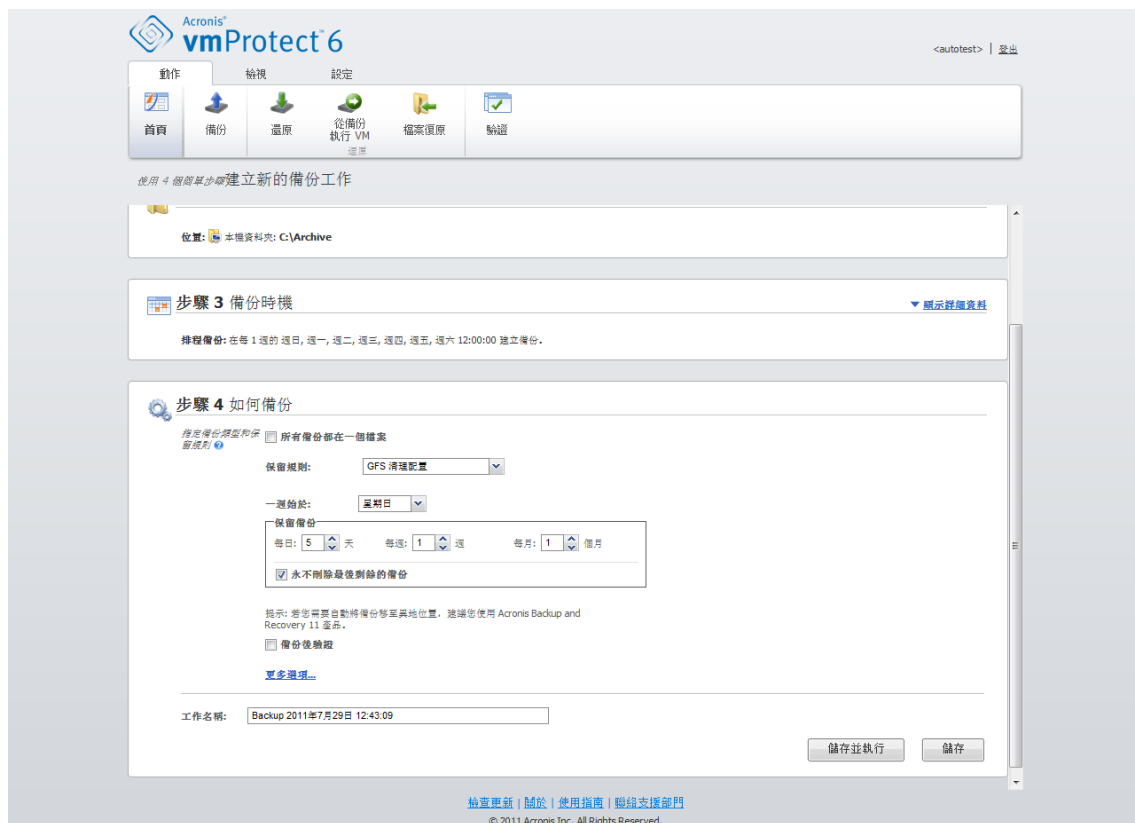 Acronis®
vmProtect™ 6
<autotest> | 登出
動作 檢視 設定
首頁 備份 還原 從備份 執行 VM 檔案復原 驗證
還原
使用 4 個簡單步驟建立新的備份工作
位置: 本機資料夾: C:\Archive
步驟 3 備份時機
顯示詳細資料
排程備份: 在每 1 週的 週日, 週一, 週二, 週三, 週四, 週五, 週六 12:00:00 建立備份。
步驟 4 如何備份
指定備份類型和保
留規則
所有備份都在一個檔案
保留規則: GFS 清理配置
一週始於: 星期日
保留備份
每日: 5 天 每週: 1 週 每月: 1 個月
永不刪除最後剩餘的備份
提示: 若您需要自動將備份移至異地位置，建議您使用 Acronis Backup and
Recovery 11 產品。
備份後驗證
更多選項...
工作名稱: Backup 2011年7月29日 12:43:09
儲存並執行 儲存
檢查更新 | 關於 | 使用指南 | 聯絡支援部門
© 2011 Acronis Inc. All Rights Reserved.